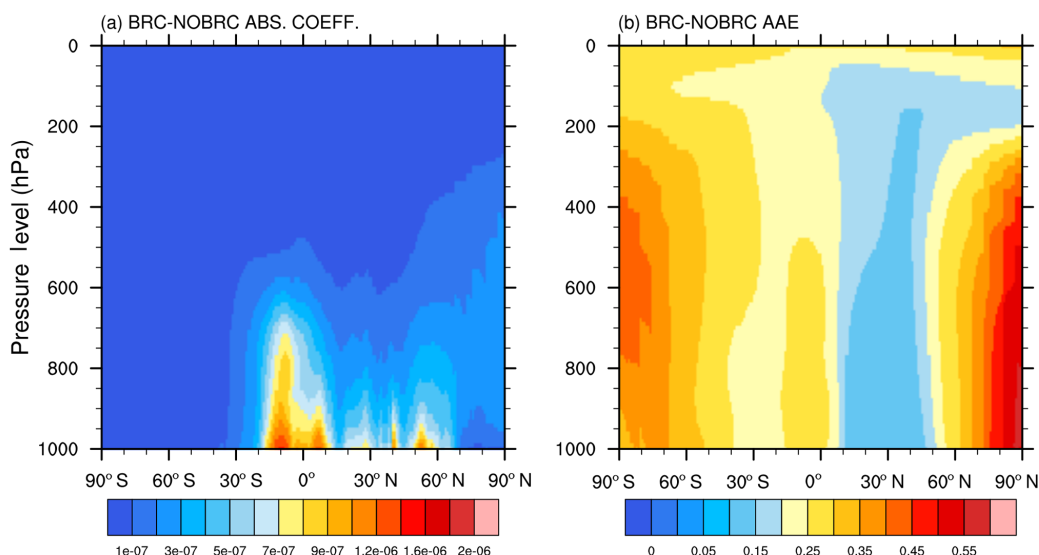 (a) BRC-NOBRC ABS. COEFF.
(b) BRC-NOBRC AAE
Pressure level (hPa)
0
200
400
600
800
1000
90° S
60° S
30° S
0°
30° N
60° N
90° N
0
200
400
600
800
1000
90° S
60° S
30° S
0°
30° N
60° N
90° N
1e-07 3e-07 5e-07 7e-07 9e-07 1.2e-06 1.6e-06 2e-06
0 0.05 0.15 0.25 0.35 0.45 0.55